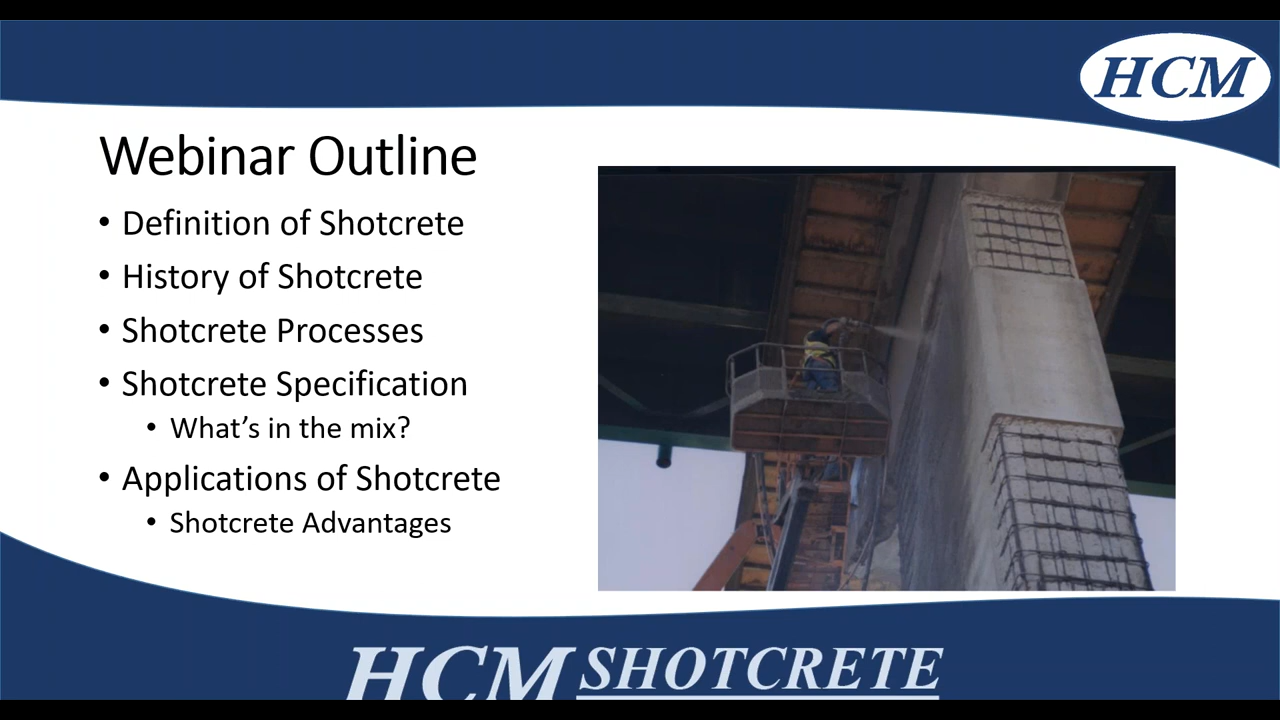 HCM
Webinar Outline
• Definition of Shotcrete
• History of Shotcrete
• Shotcrete Processes
• Shotcrete Specification
• What’s in the mix?
• Applications of Shotcrete
• Shotcrete Advantages
HCM SHOTCRETE